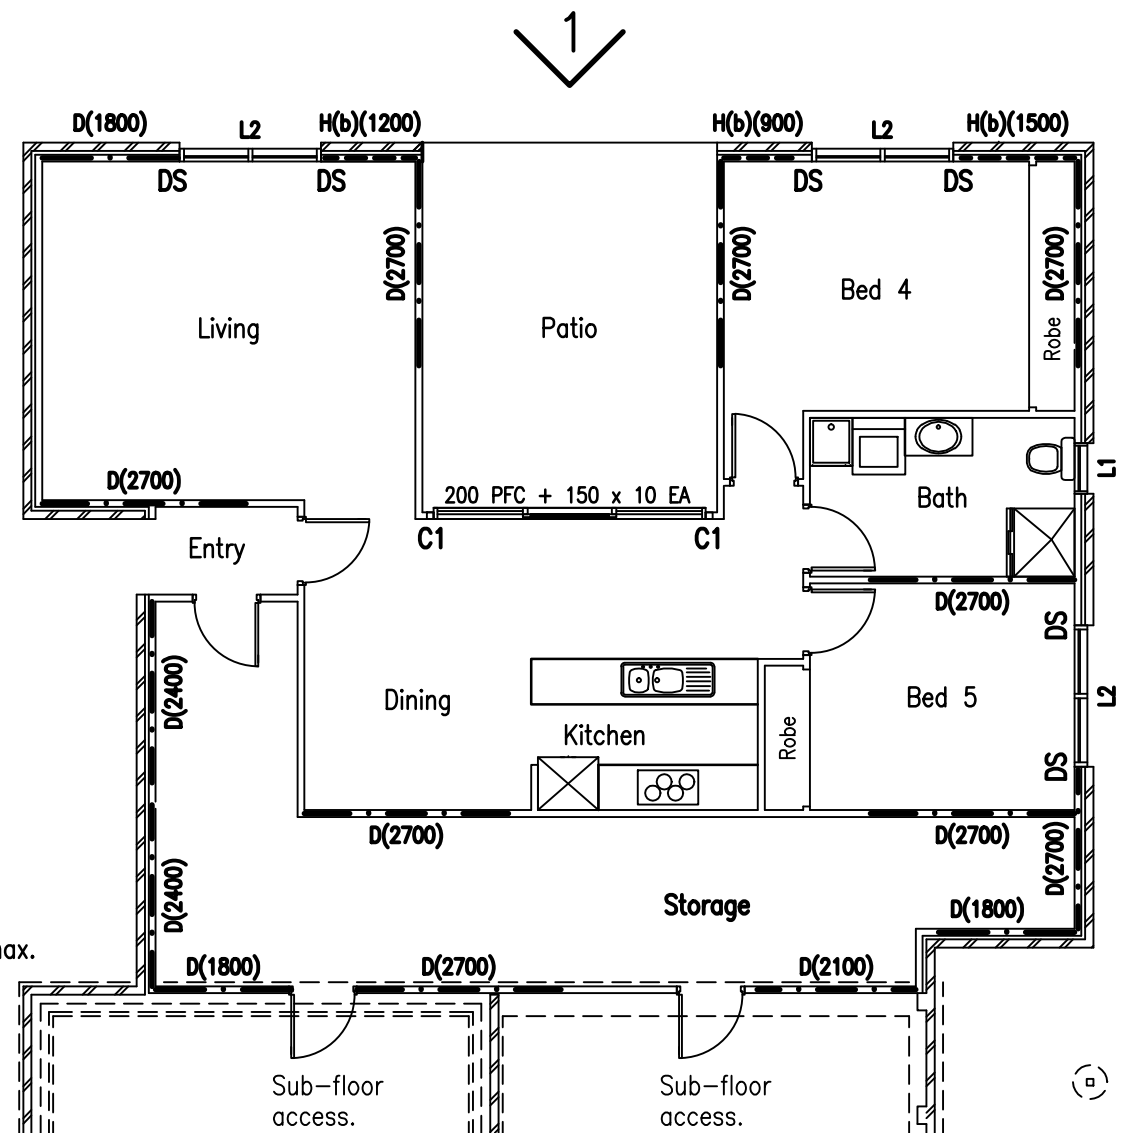 1
D(1800)
L2
H(b)(1200)
H(b)(900)
L2
H(b)(1500)
DS
DS
DS
DS
D(2700)
D(2700)
D(2700)
Bed 4
Living
Patio
Robe
D(2700)
200 PFC + 150 x 10 EA
L1
Bath
C1
C1
Entry
D(2700)
DS
D(2400)
Dining
Bed 5
L2
Kitchen
Robe
DS
D(2700)
D(2700)
D(2700)
D(2400)
Storage
D(1800)
D(1800)
D(2700)
D(2100)
Sub-floor
access.
Sub-floor
access.